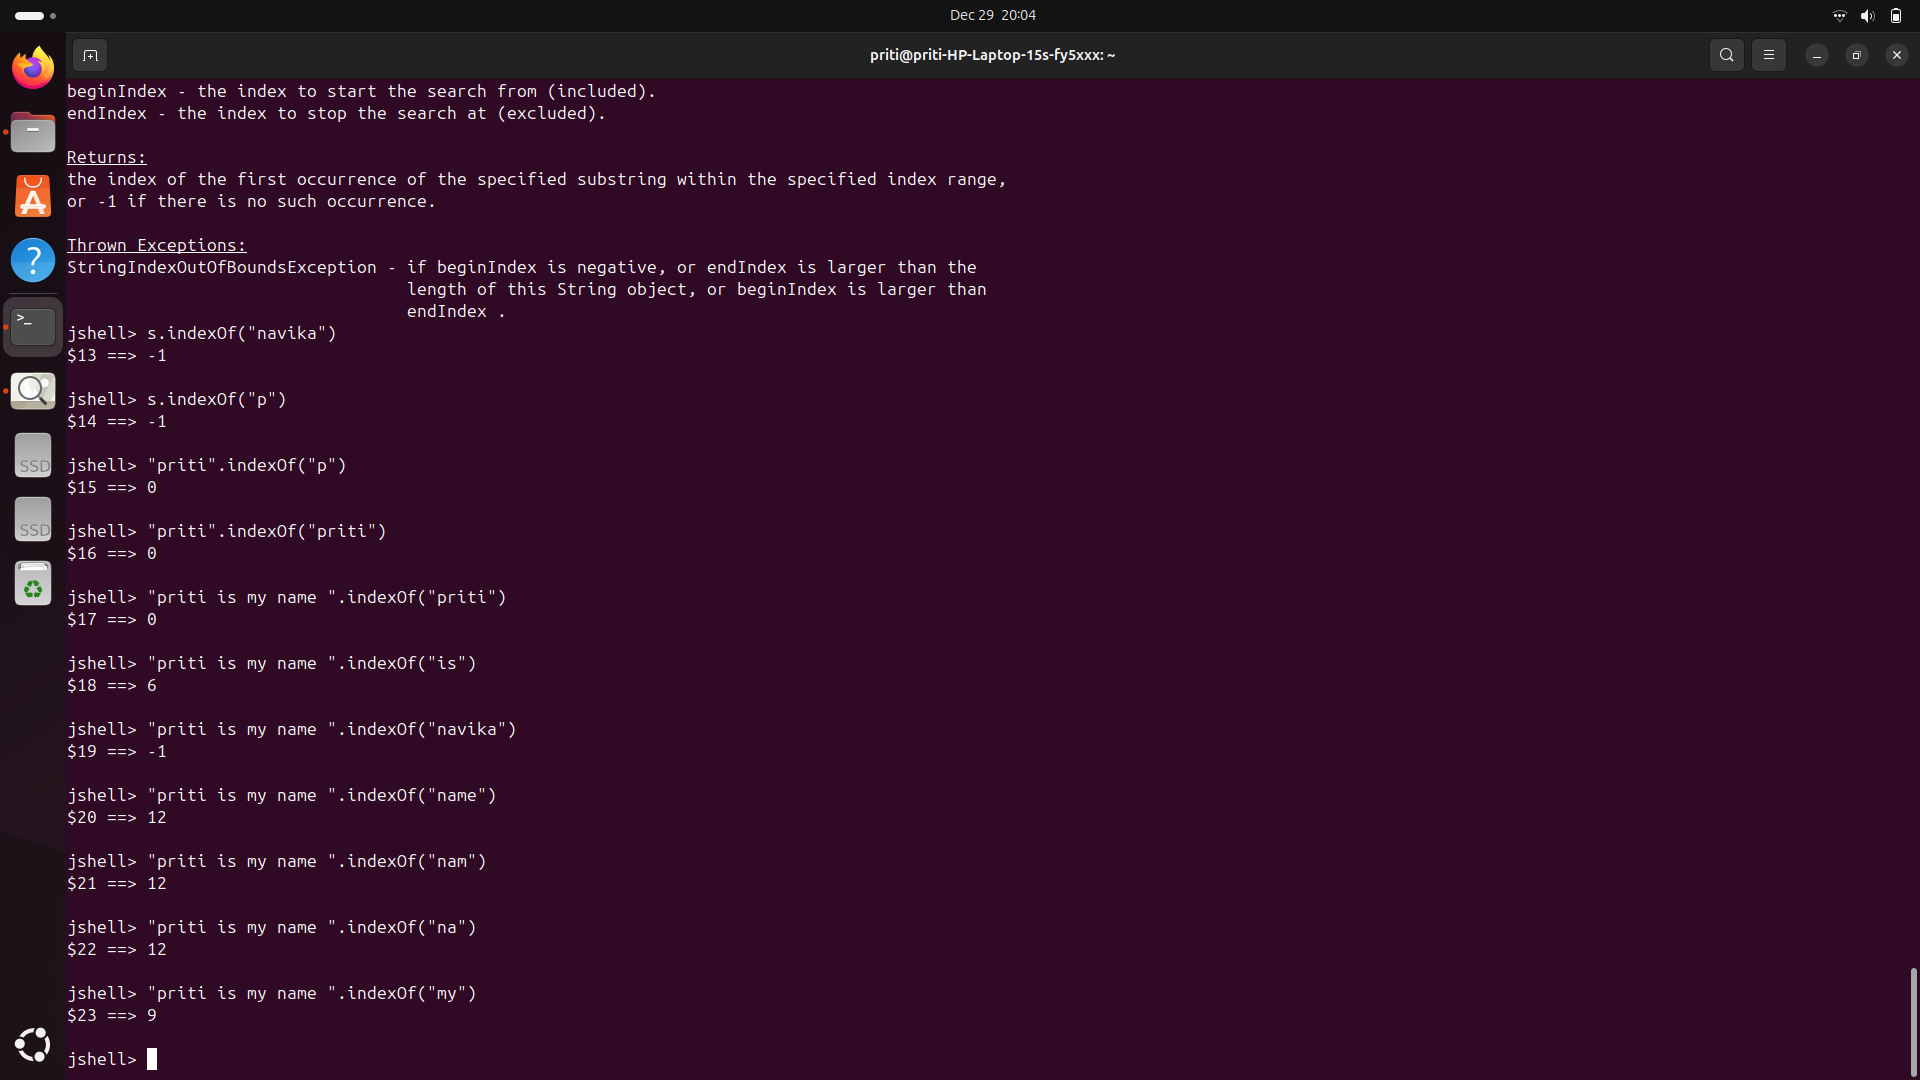 Dec 29 20:04
priti@priti-HP-Laptop-15s-fy5xxx: ~
beginIndex - the index to start the search from (included).
endIndex - the index to stop the search at (excluded).
Returns:
the index of the first occurrence of the specified substring within the specified index range,
or -1 if there is no such occurrence.
Thrown Exceptions:
StringIndexOutOfBoundsException - if beginIndex is negative, or endIndex is larger than the
length of this String object, or beginIndex is larger than
endIndex .
jshell> s.indexOf("navika")
$13 ==> -1
jshell> s.indexOf("p")
$14 ==> -1
jshell> "priti".indexOf("p")
$15 ==> 0
jshell> "priti".indexOf("priti")
$16 ==> 0
jshell> "priti is my name ".indexOf("priti")
$17 ==> 0
jshell> "priti is my name ".indexOf("is")
$18 ==> 6
jshell> "priti is my name ".indexOf("navika")
$19 ==> -1
jshell> "priti is my name ".indexOf("name")
$20 ==> 12
jshell> "priti is my name ".indexOf("nam")
$21 ==> 12
jshell> "priti is my name ".indexOf("na")
$22 ==> 12
jshell> "priti is my name ".indexOf("my")
$23 ==> 9
jshell>
SSD
SSD